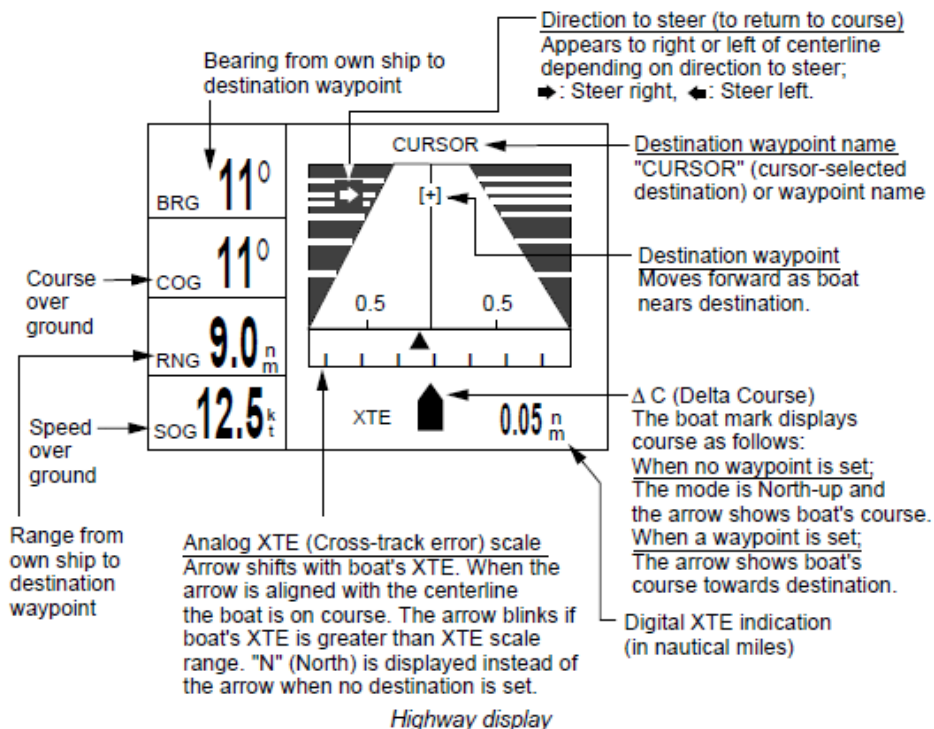 Direction to steer (to return to course)
Appears to right or left of centerline
depending on direction to steer;
➡: Steer right, ⬅: Steer left.
Bearing from own ship to
destination waypoint
CURSOR
Destination waypoint name
"CURSOR" (cursor-selected
destination) or waypoint name
BRG 11°
[+]
Destination waypoint
Moves forward as boat
nears destination.
Course
over
ground
COG 11°
0.5 0.5
RNG 9.0 nm
Speed
over
ground
SOG 12.5 kt
XTE 0.05 nm
Δ C (Delta Course)
The boat mark displays
course as follows:
When no waypoint is set;
The mode is North-up and
the arrow shows boat's course.
When a waypoint is set;
The arrow shows boat's
course towards destination.
Range from
own ship to
destination
waypoint
Analog XTE (Cross-track error) scale
Arrow shifts with boat's XTE. When the
arrow is aligned with the centerline
the boat is on course. The arrow blinks if
boat's XTE is greater than XTE scale
range. "N" (North) is displayed instead of
the arrow when no destination is set.
Digital XTE indication
(in nautical miles)
Highway display